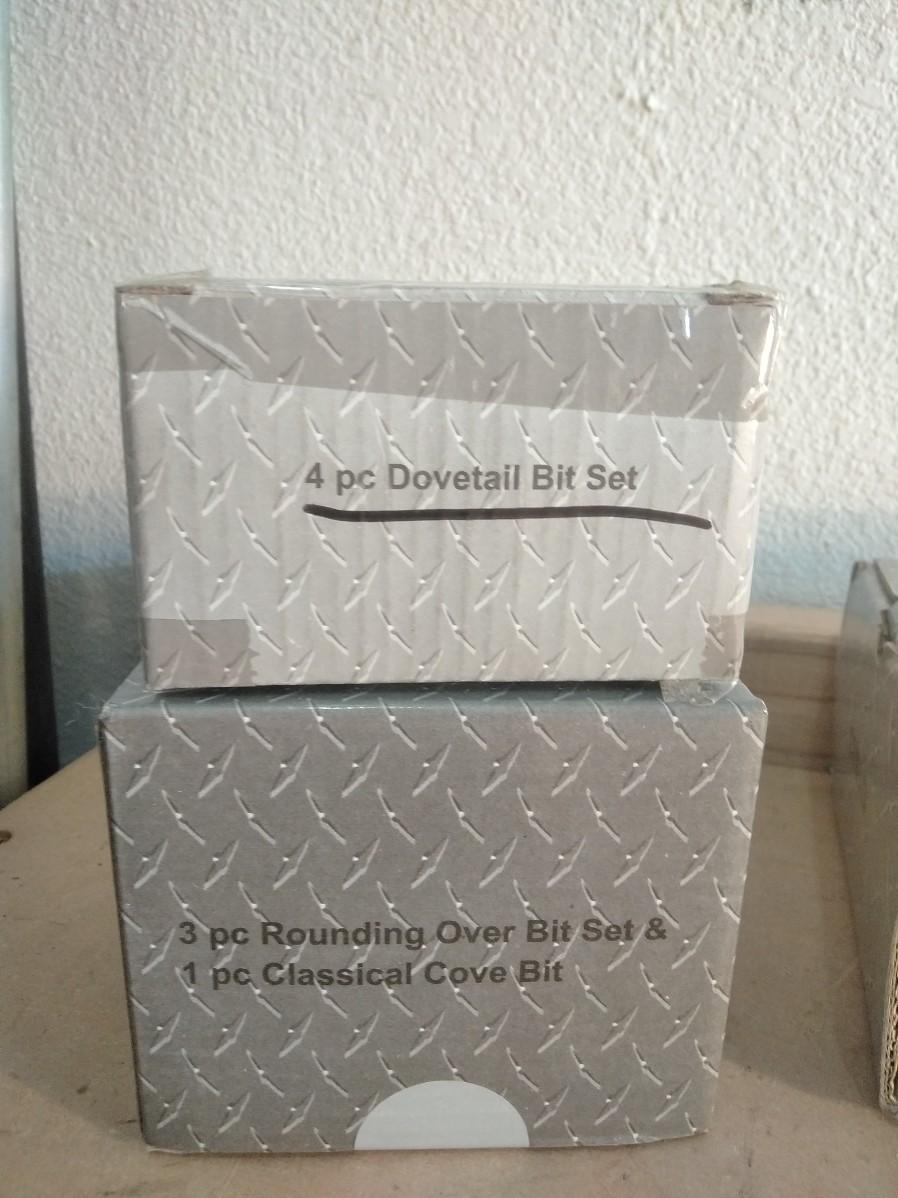 4 pc Dovetail Bit Set
3 pc Rounding Over Bit Set &
1 pc Classical Cove Bit